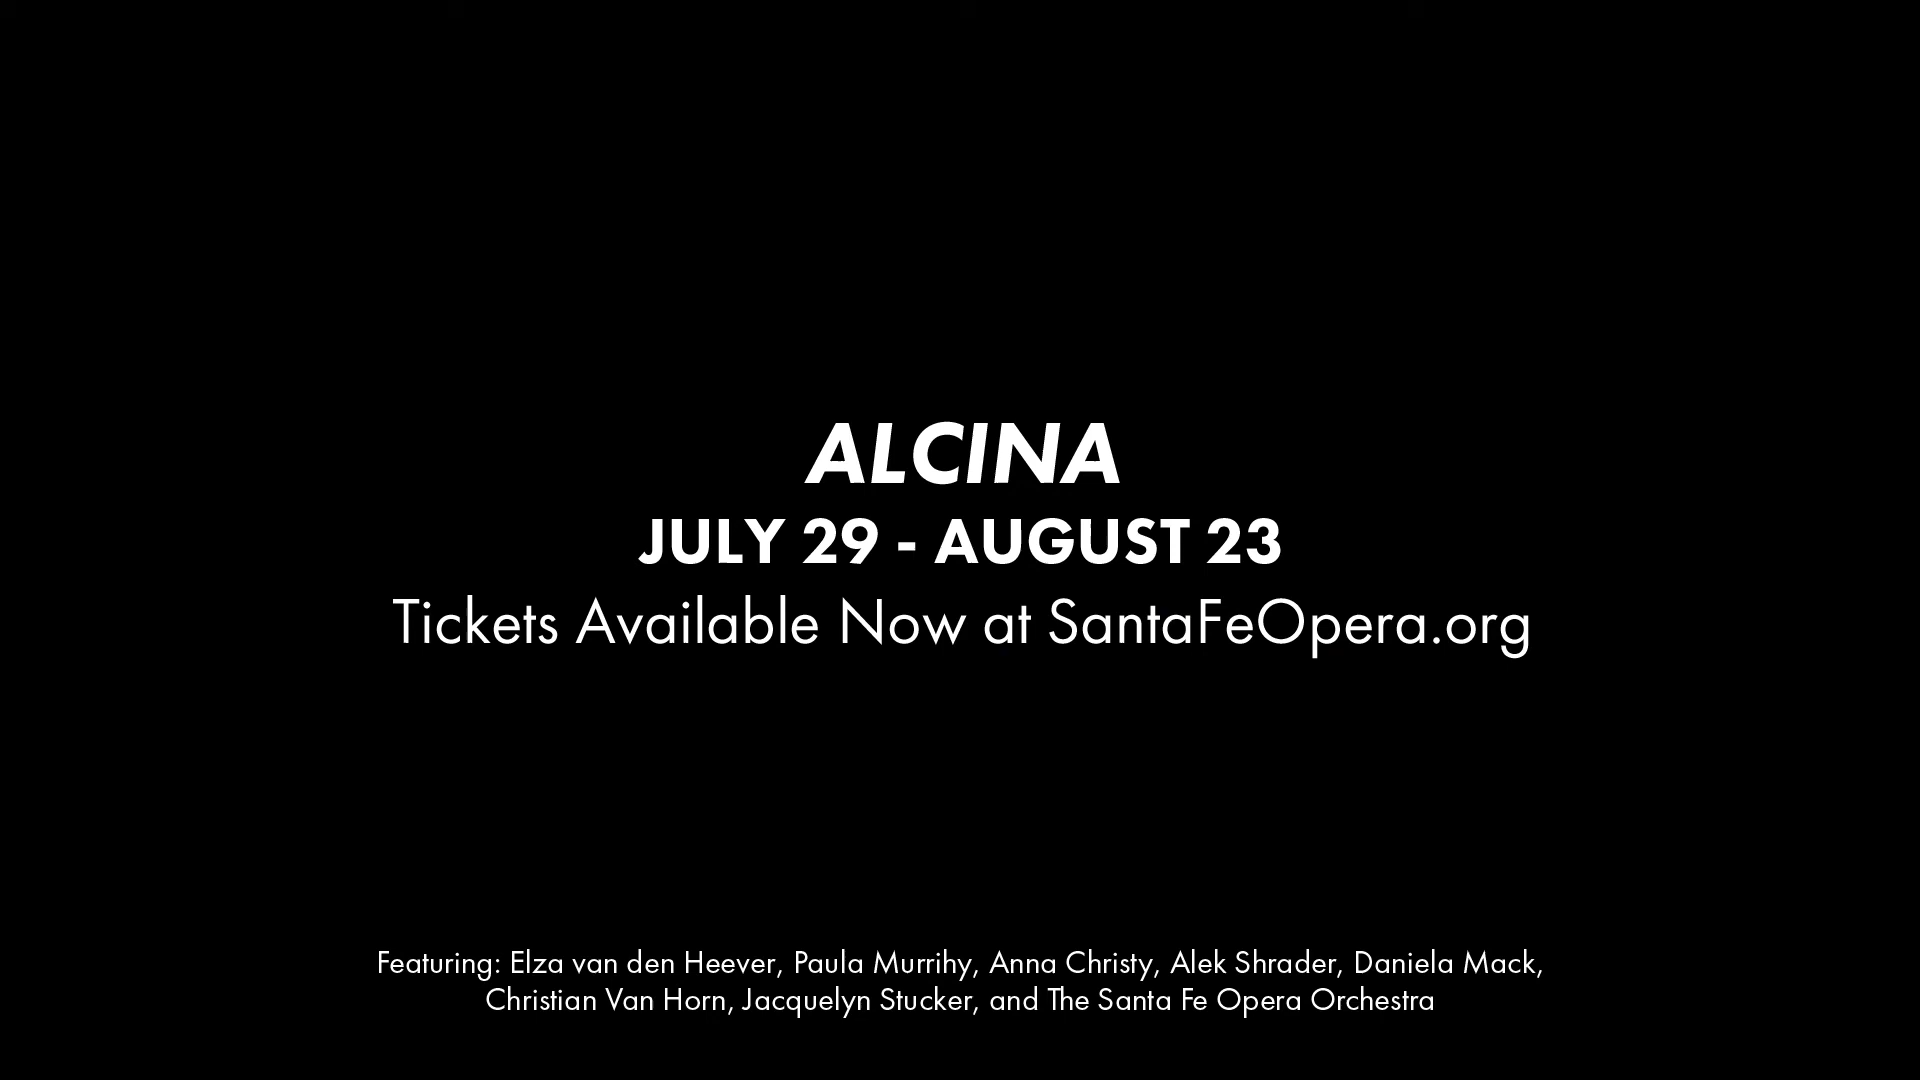 ALCINA
JULY 29 - AUGUST 23
Tickets Available Now at SantaFeOpera.org
Featuring: Elza van den Heever, Paula Murrihy, Anna Christy, Alek Shrader, Daniela Mack,
Christian Van Horn, Jacquelyn Stucker, and The Santa Fe Opera Orchestra